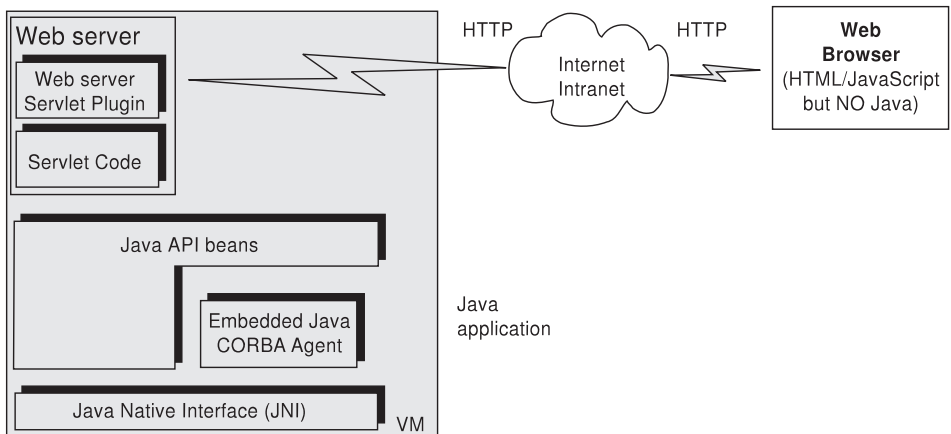 Web server
Web server
Servlet Plugin
Servlet Code
Java API beans
Embedded Java
CORBA Agent
Java Native Interface (JNI)
VM
Java
application
HTTP
Internet
Intranet
HTTP
Web
Browser
(HTML/JavaScript
but NO Java)